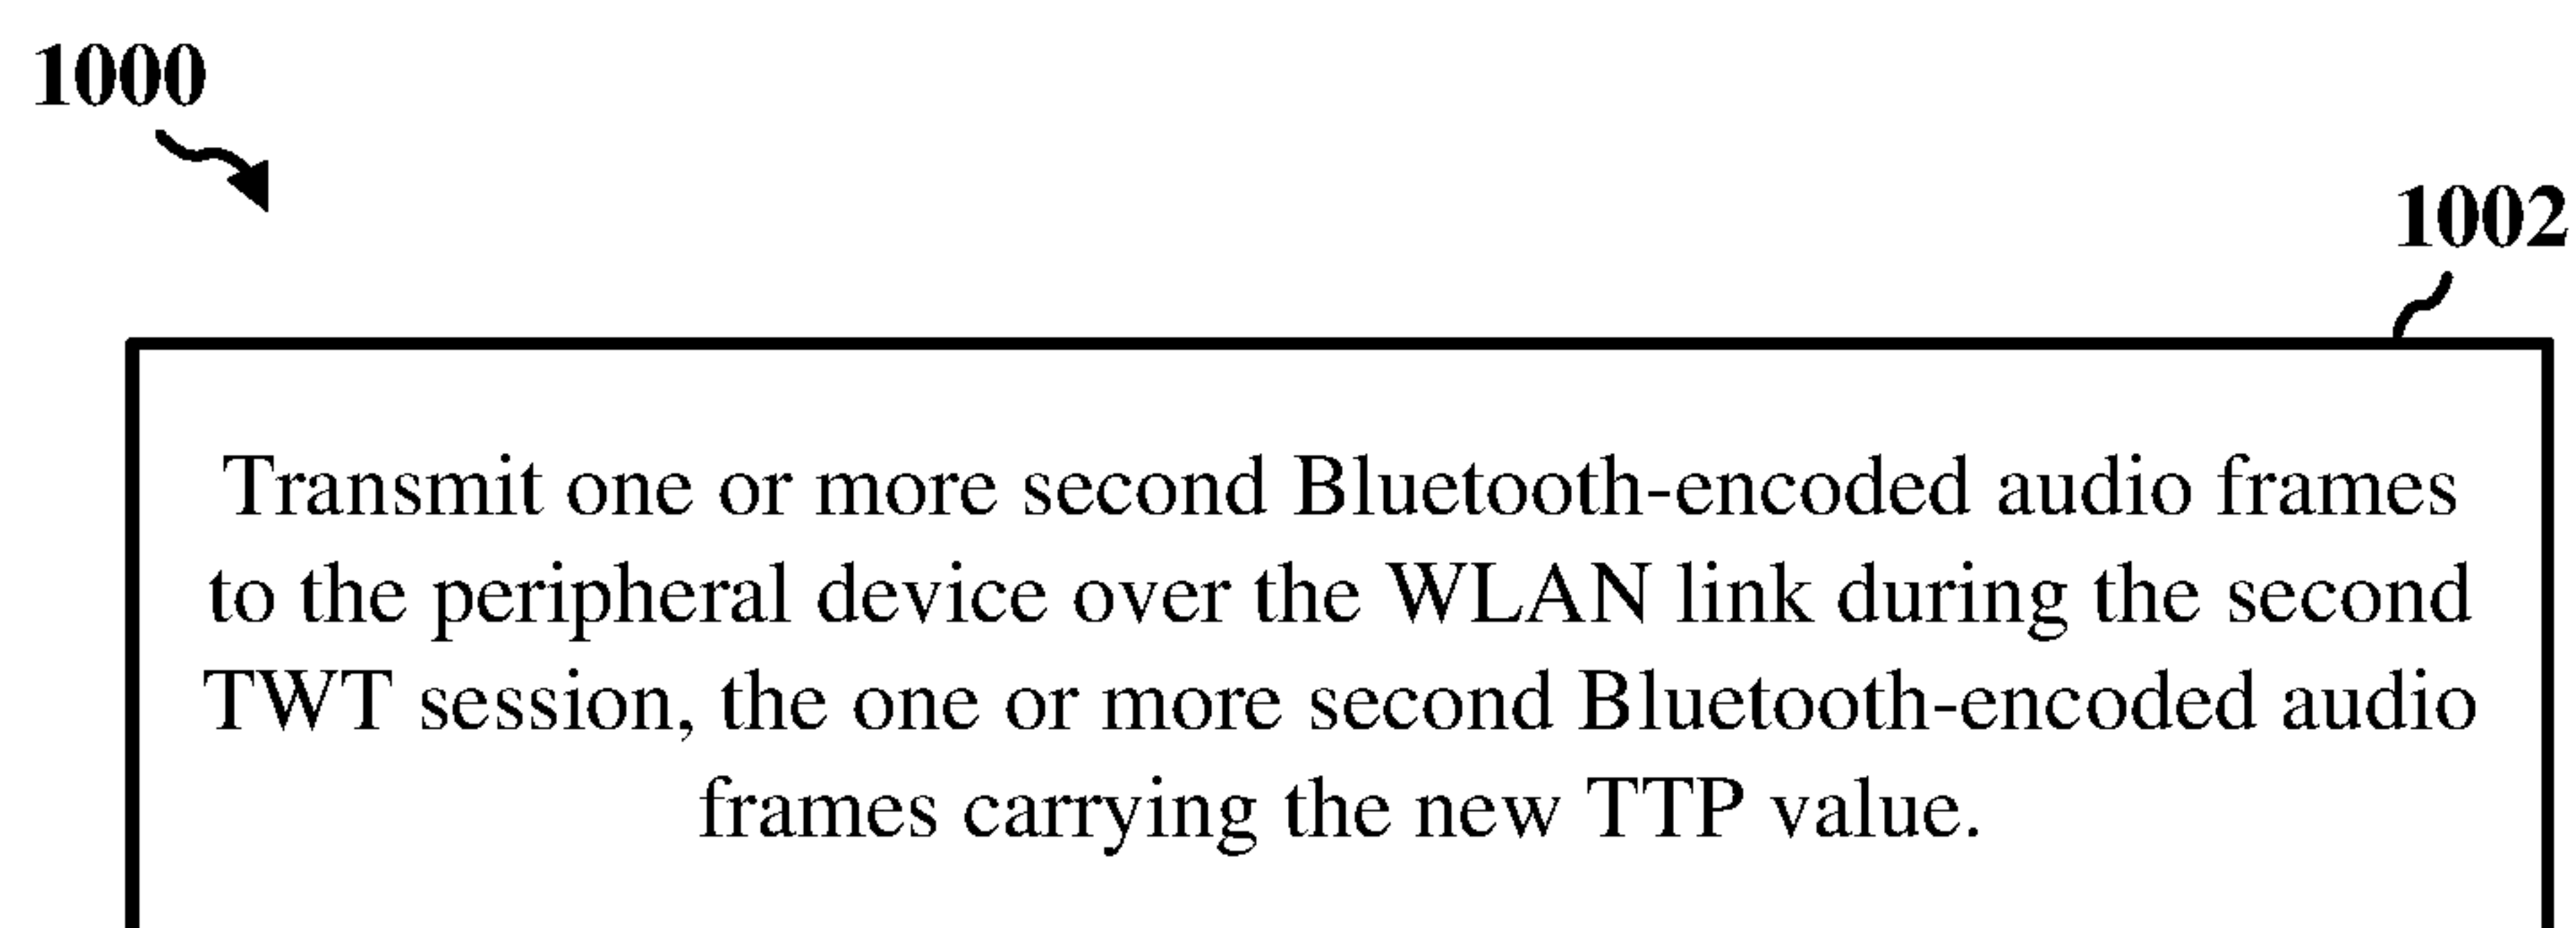 1000
1002
Transmit one or more second Bluetooth-encoded audio frames
to the peripheral device over the WLAN link during the second
TWT session, the one or more second Bluetooth-encoded audio
frames carrying the new TTP value.